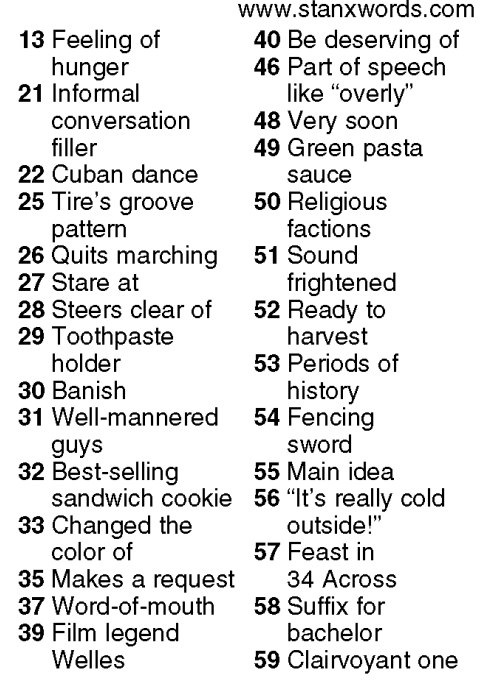 www.stanxwords.com
13 Feeling of
hunger
21 Informal
conversation
filler
22 Cuban dance
25 Tire's groove
pattern
26 Quits marching
27 Stare at
28 Steers clear of
29 Toothpaste
holder
30 Banish
31 Well-mannered
guys
32 Best-selling
sandwich cookie
33 Changed the
color of
35 Makes a request
37 Word-of-mouth
39 Film legend
Welles
40 Be deserving of
46 Part of speech
like “overly”
48 Very soon
49 Green pasta
sauce
50 Religious
factions
51 Sound
frightened
52 Ready to
harvest
53 Periods of
history
54 Fencing
sword
55 Main idea
56 “It's really cold
outside!”
57 Feast in
34 Across
58 Suffix for
bachelor
59 Clairvoyant one